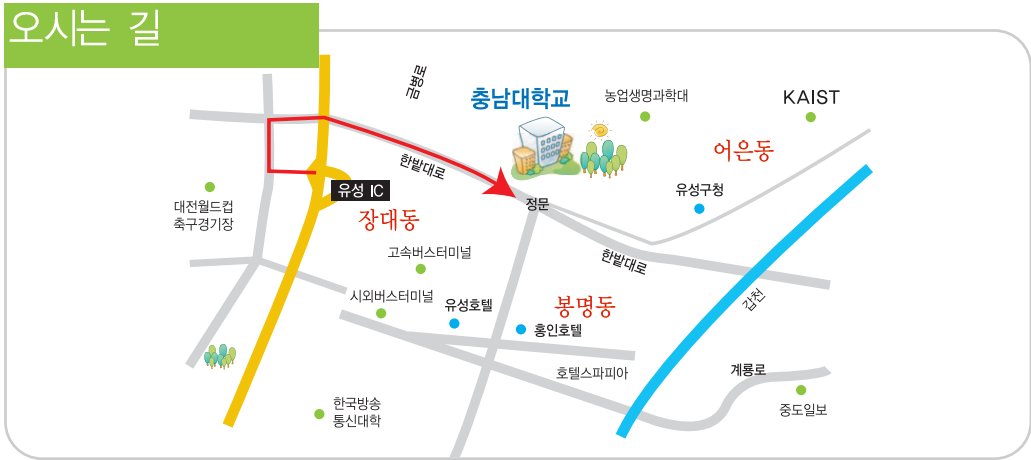 오시는 길
금병로
충남대학교
농업생명과학대
KAIST
어은동
한밭대로
유성 IC
대전월드컵
축구경기장
장대동
정문
유성구청
고속버스터미널
한밭대로
시외버스터미널
유성호텔
봉명동
홍인호텔
갑천
호텔스파피아
계룡로
중도일보
한국방송
통신대학